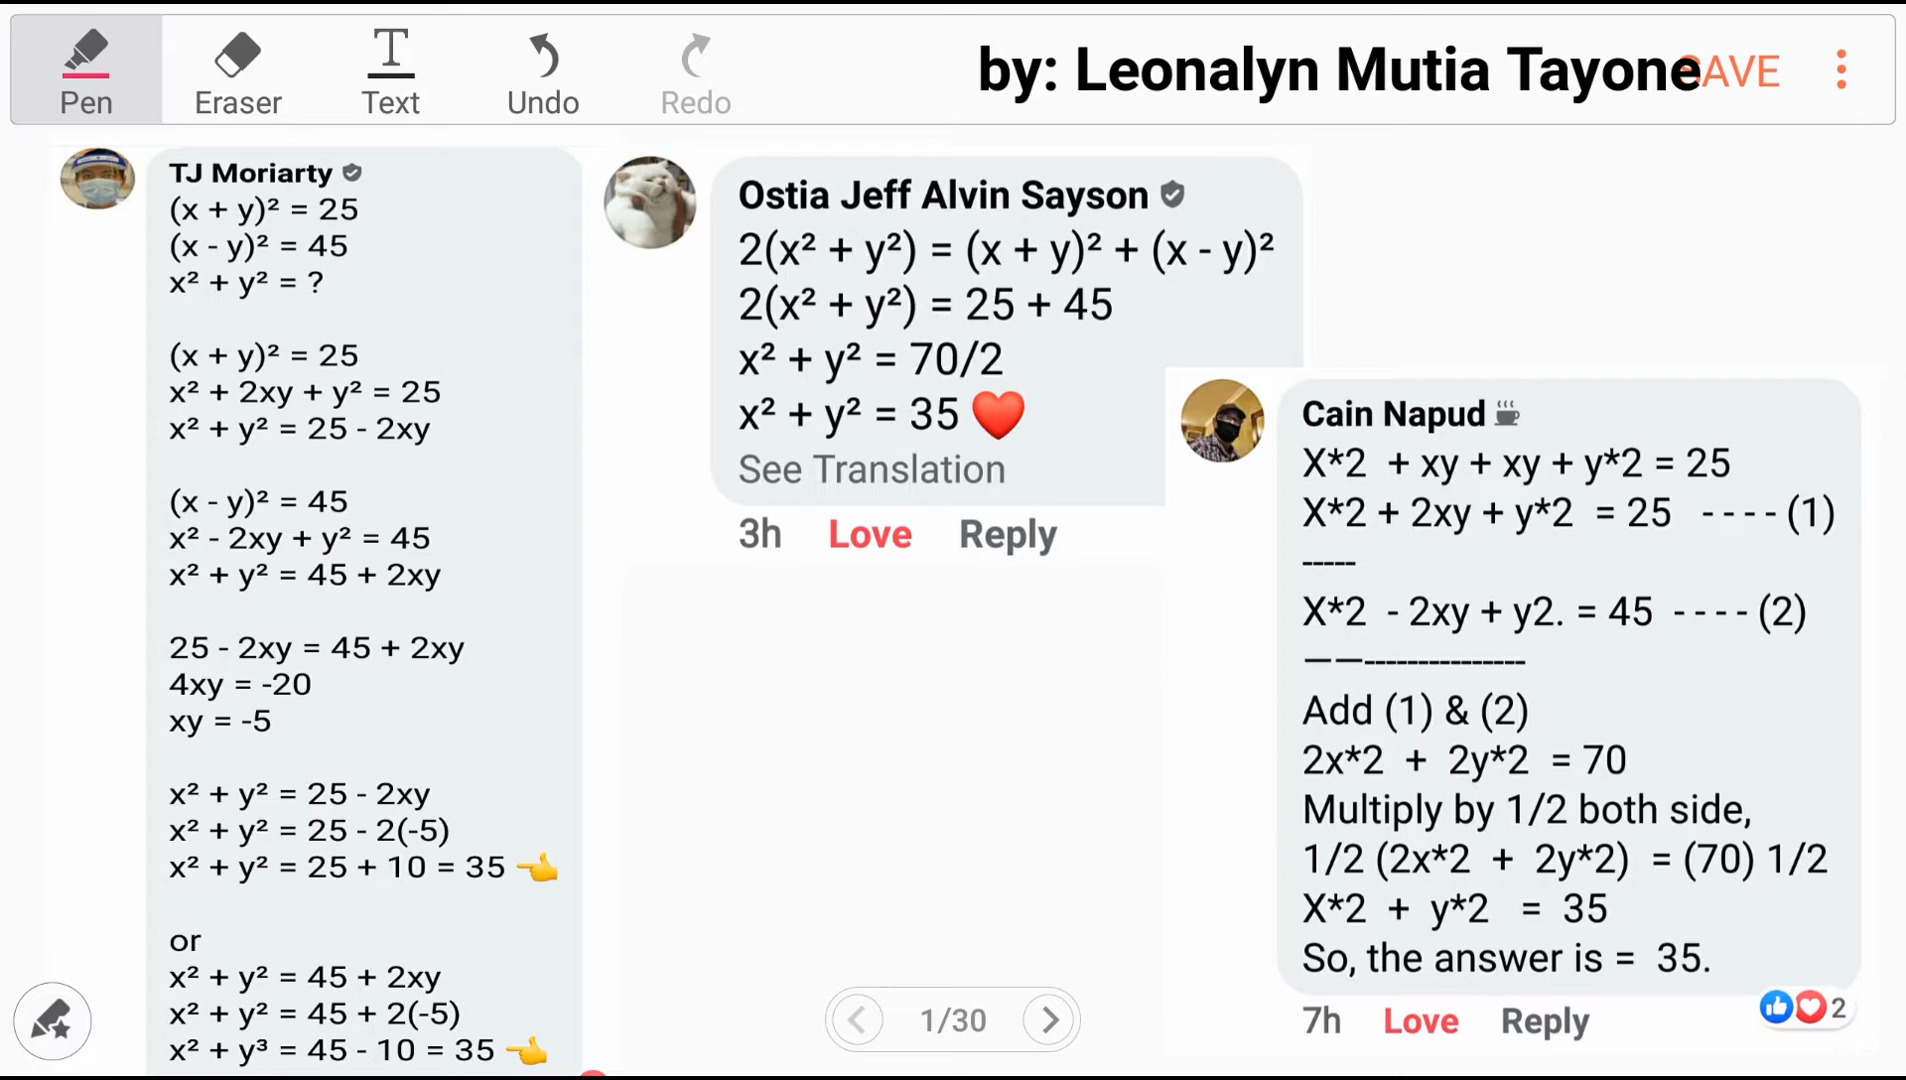 Pen
Eraser
Text
Undo
Redo
by: Leonalyn Mutia Tayone
AVE
TJ Moriarty
(x + y)² = 25
(x - y)² = 45
x² + y² = ?
(x + y)² = 25
x² + 2xy + y² = 25
x² + y² = 25 - 2xy
(x - y)² = 45
x² - 2xy + y² = 45
x² + y² = 45 + 2xy
25 - 2xy = 45 + 2xy
4xy = -20
xy = -5
x² + y² = 25 - 2xy
x² + y² = 25 - 2(-5)
x² + y² = 25 + 10 = 35 👈
or
x² + y² = 45 + 2xy
x² + y² = 45 + 2(-5)
x² + y³ = 45 - 10 = 35 👈
Ostia Jeff Alvin Sayson
2(x² + y²) = (x + y)² + (x - y)²
2(x² + y²) = 25 + 45
x² + y² = 70/2
x² + y² = 35 ❤️
See Translation
3h Love Reply
Cain Napud
X*2 + xy + xy + y*2 = 25
X*2 + 2xy + y*2 = 25 - - - - (1)
-----
X*2 - 2xy + y2. = 45 - - - - (2)
——---------------
Add (1) & (2)
2x*2 + 2y*2 = 70
Multiply by 1/2 both side,
1/2 (2x*2 + 2y*2) = (70) 1/2
X*2 + y*2 = 35
So, the answer is = 35.
7h Love Reply
2
1/30